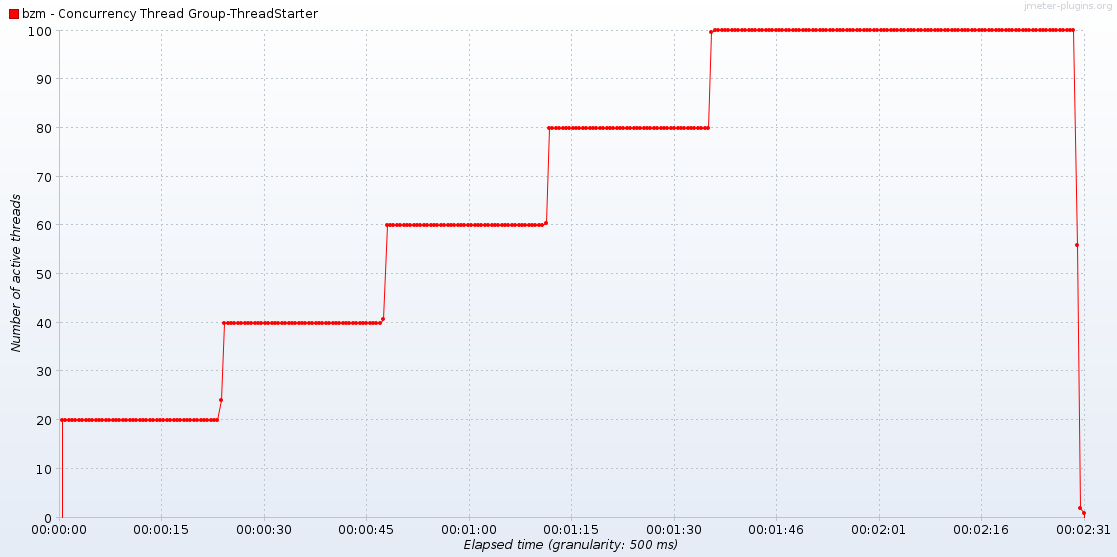 jmeter-plugins.org
bzm - Concurrency Thread Group-ThreadStarter
100
90
80
70
60
50
40
30
20
10
0
Number of active threads
00:00:00 00:00:15 00:00:30 00:00:45 00:01:00 00:01:15 00:01:30 00:01:46 00:02:01 00:02:16 00:02:31
Elapsed time (granularity: 500 ms)